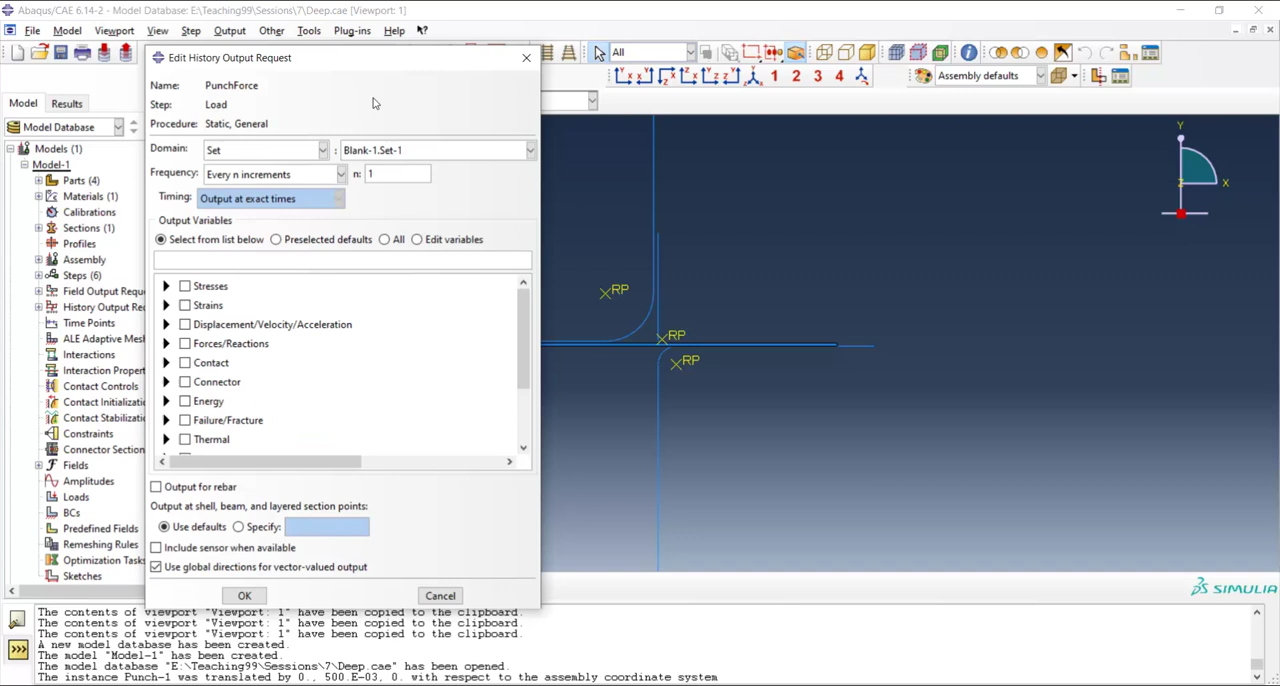 Abaqus/CAE 6.14-2 - Model Database: E:\Teaching99\Sessions\7\Deep.cae [Viewport: 1]
File Model Viewport View Step Output Other Tools Plug-ins Help
All
1 2 3 4 Assembly defaults
Edit History Output Request
Model Results
Model Database
Models (1)
Model-1
Parts (4)
Materials (1)
Calibrations
Sections (1)
Profiles
Assembly
Steps (6)
Field Output Requ
History Output Re
Time Points
ALE Adaptive Mes
Interactions
Interaction Propert
Contact Controls
Contact Initializatio
Contact Stabilizatio
Constraints
Connector Section
Fields
Amplitudes
Loads
BCs
Predefined Fields
Remeshing Rules
Optimization Tasks
Sketches
Name: PunchForce
Step: Load
Procedure: Static, General
Domain: Set : Blank-1.Set-1
Frequency: Every n increments n: 1
Timing: Output at exact times
Output Variables
Select from list below Preselected defaults All Edit variables
Stresses
Strains
Displacement/Velocity/Acceleration
Forces/Reactions
Contact
Connector
Energy
Failure/Fracture
Thermal
Output for rebar
Output at shell, beam, and layered section points:
Use defaults Specify:
Include sensor when available
Use global directions for vector-valued output
OK Cancel
RP
RP
RP
Y
Z X
SIMULIA
The contents of viewport "Viewport: 1" have been copied to the clipboard.
The contents of viewport "Viewport: 1" have been copied to the clipboard.
The contents of viewport "Viewport: 1" have been copied to the clipboard.
A new model database has been created.
The model "Model-1" has been created.
The model database "E:\Teaching99\Sessions\7\Deep.cae" has been opened.
The instance Punch-1 was translated by 0., 500.E-03, 0. with respect to the assembly coordinate system